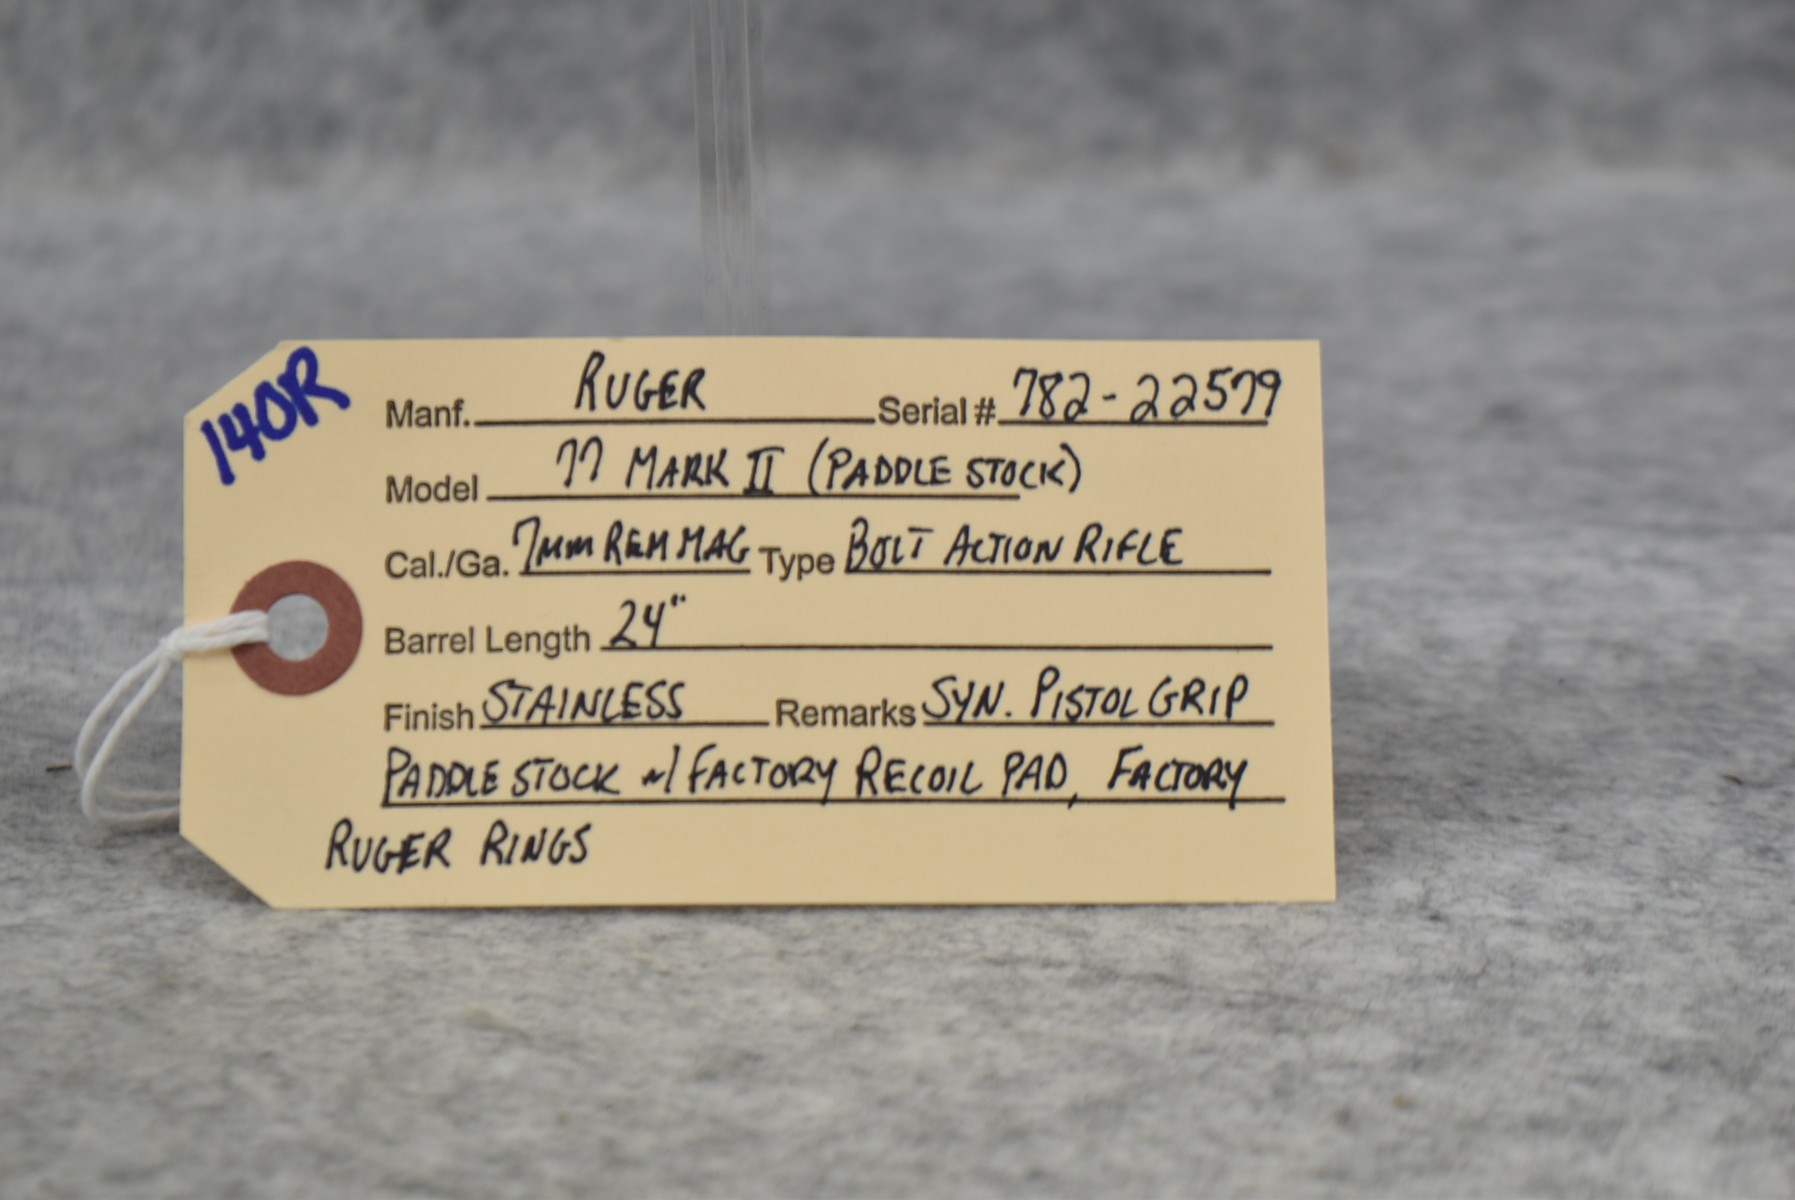 140R
Manf. RUGER Serial # 782-22579
Model 77 MARK II (PADDLE STOCK)
Cal./Ga. 7mm REM MAG Type BOLT ACTION RIFLE
Barrel Length 24"
Finish STAINLESS Remarks SYN. PISTOL GRIP
PADDLE STOCK w/ FACTORY RECOIL PAD, FACTORY
RUGER RINGS